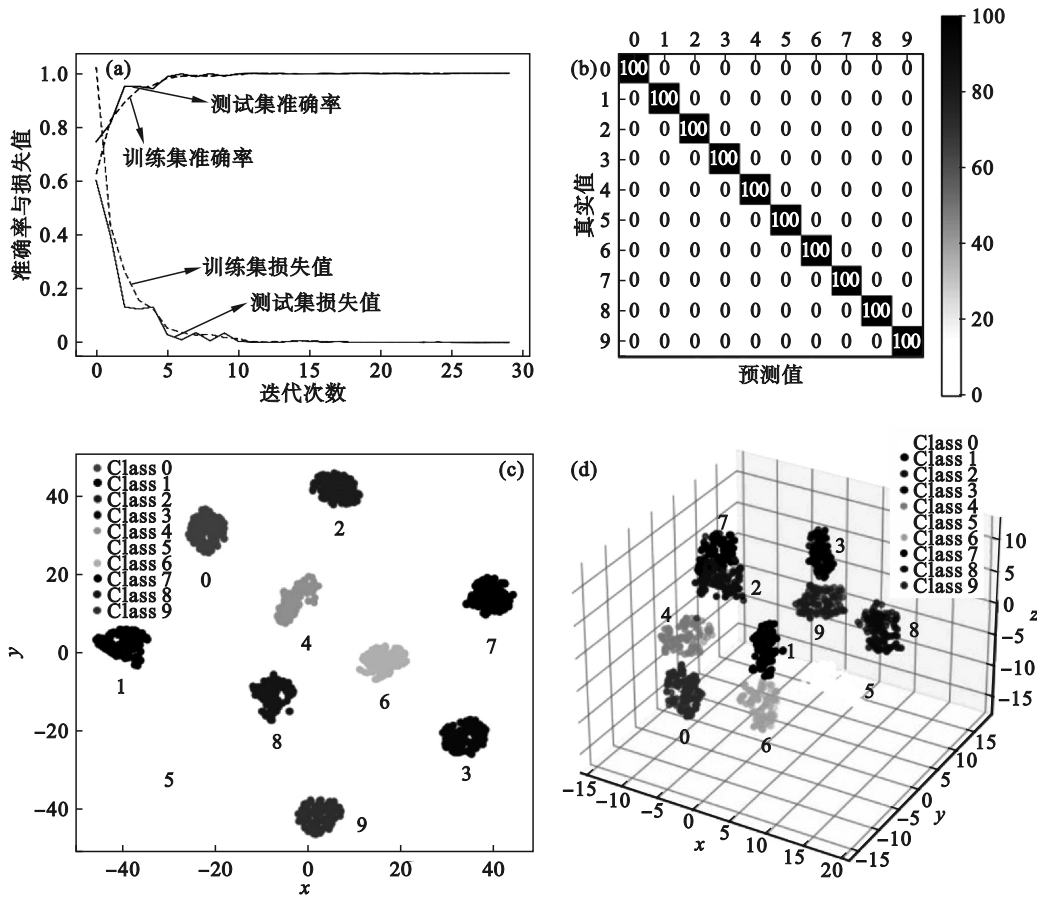 (a)
1.0
0.8
0.6
0.4
0.2
0
准确率与损失值
测试集准确率
训练集准确率
训练集损失值
测试集损失值
0 5 10 15 20 25 30
迭代次数
(b)
0 1 2 3 4 5 6 7 8 9
0 100 0 0 0 0 0 0 0 0 0
1 0 100 0 0 0 0 0 0 0 0
2 0 0 100 0 0 0 0 0 0 0
3 0 0 0 100 0 0 0 0 0 0
4 0 0 0 0 100 0 0 0 0 0
5 0 0 0 0 0 100 0 0 0 0
6 0 0 0 0 0 0 100 0 0 0
7 0 0 0 0 0 0 0 100 0 0
8 0 0 0 0 0 0 0 0 100 0
9 0 0 0 0 0 0 0 0 0 100
真实值
预测值
100
80
60
40
20
0
(c)
Class 0
Class 1
Class 2
Class 3
Class 4
Class 5
Class 6
Class 7
Class 8
Class 9
40
20
0
−20
−40
y
2
0
4
7
1
6
8
3
5
9
−40 −20 0 20 40
x
(d)
Class 0
Class 1
Class 2
Class 3
Class 4
Class 5
Class 6
Class 7
Class 8
Class 9
7
3
2
4
9
8
1
5
0
6
10
5
0
−5
−10
−15
z
−15 −10 −5 0 5 10 15 20
x
−15 −10 −5 0 5 10 15
y